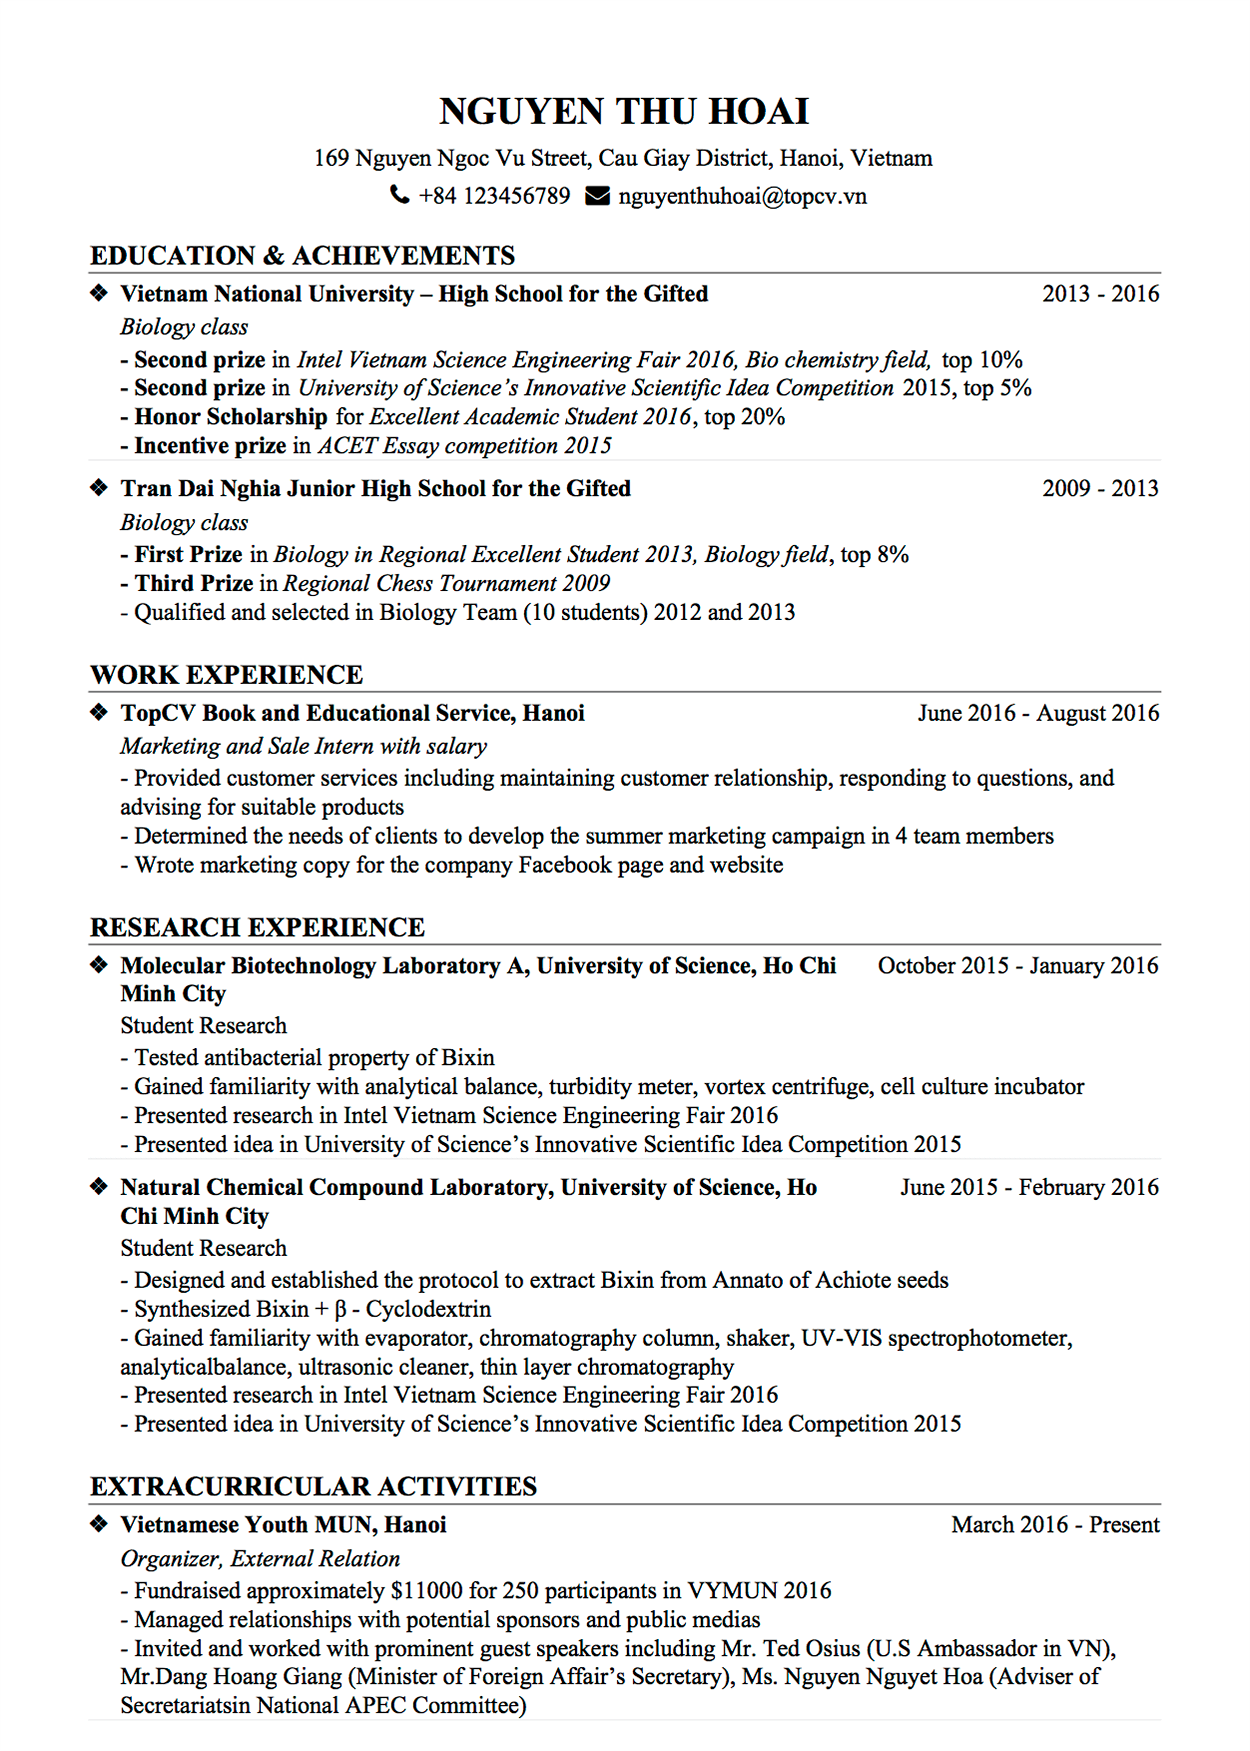 NGUYEN THU HOAI
169 Nguyen Ngoc Vu Street, Cau Giay District, Hanoi, Vietnam
+84 123456789 nguyenthuhoai@topcv.vn
EDUCATION & ACHIEVEMENTS
❖ Vietnam National University – High School for the Gifted 2013 - 2016
Biology class
- Second prize in Intel Vietnam Science Engineering Fair 2016, Bio chemistry field, top 10%
- Second prize in University of Science’s Innovative Scientific Idea Competition 2015, top 5%
- Honor Scholarship for Excellent Academic Student 2016, top 20%
- Incentive prize in ACET Essay competition 2015
❖ Tran Dai Nghia Junior High School for the Gifted 2009 - 2013
Biology class
- First Prize in Biology in Regional Excellent Student 2013, Biology field, top 8%
- Third Prize in Regional Chess Tournament 2009
- Qualified and selected in Biology Team (10 students) 2012 and 2013
WORK EXPERIENCE
❖ TopCV Book and Educational Service, Hanoi June 2016 - August 2016
Marketing and Sale Intern with salary
- Provided customer services including maintaining customer relationship, responding to questions, and
advising for suitable products
- Determined the needs of clients to develop the summer marketing campaign in 4 team members
- Wrote marketing copy for the company Facebook page and website
RESEARCH EXPERIENCE
❖ Molecular Biotechnology Laboratory A, University of Science, Ho Chi October 2015 - January 2016
Minh City
Student Research
- Tested antibacterial property of Bixin
- Gained familiarity with analytical balance, turbidity meter, vortex centrifuge, cell culture incubator
- Presented research in Intel Vietnam Science Engineering Fair 2016
- Presented idea in University of Science’s Innovative Scientific Idea Competition 2015
❖ Natural Chemical Compound Laboratory, University of Science, Ho June 2015 - February 2016
Chi Minh City
Student Research
- Designed and established the protocol to extract Bixin from Annato of Achiote seeds
- Synthesized Bixin + β - Cyclodextrin
- Gained familiarity with evaporator, chromatography column, shaker, UV-VIS spectrophotometer,
analyticalbalance, ultrasonic cleaner, thin layer chromatography
- Presented research in Intel Vietnam Science Engineering Fair 2016
- Presented idea in University of Science’s Innovative Scientific Idea Competition 2015
EXTRACURRICULAR ACTIVITIES
❖ Vietnamese Youth MUN, Hanoi March 2016 - Present
Organizer, External Relation
- Fundraised approximately $11000 for 250 participants in VYMUN 2016
- Managed relationships with potential sponsors and public medias
- Invited and worked with prominent guest speakers including Mr. Ted Osius (U.S Ambassador in VN),
Mr.Dang Hoang Giang (Minister of Foreign Affair’s Secretary), Ms. Nguyen Nguyet Hoa (Adviser of
Secretariatsin National APEC Committee)